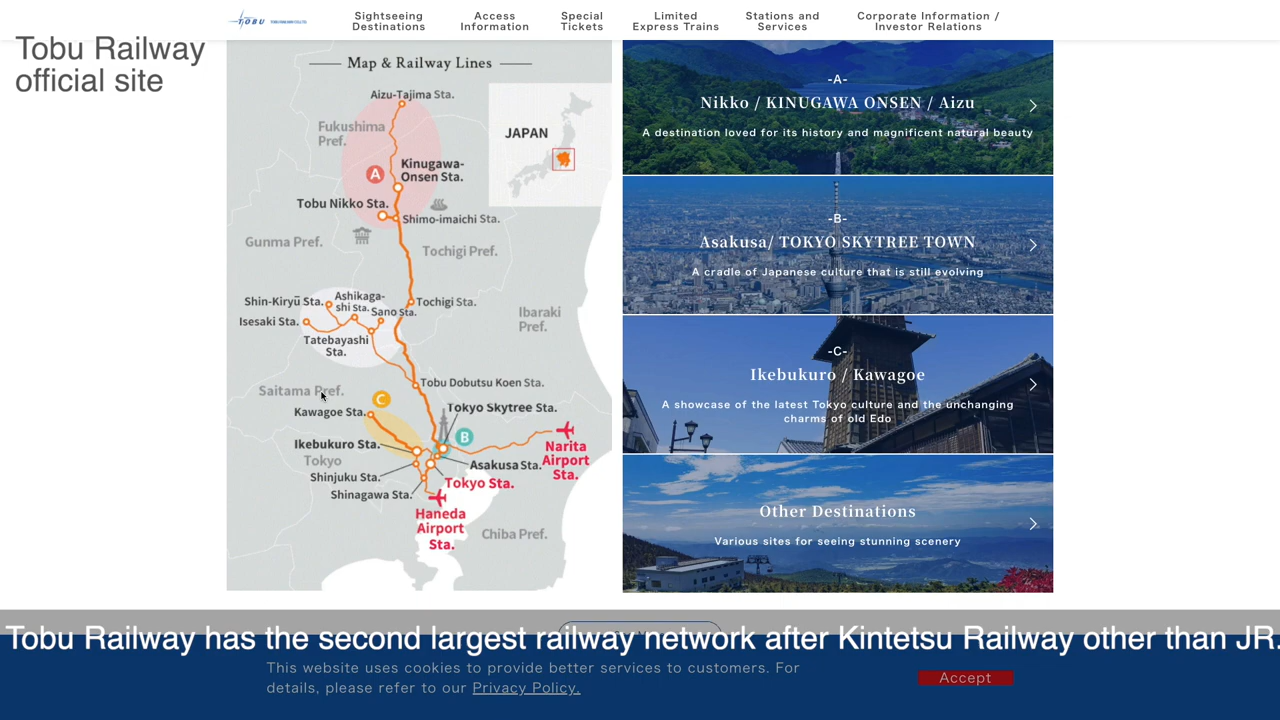 Tobu Railway
official site
TOBU TOBU RAILWAY CO.,LTD.
Sightseeing
Destinations
Access
Information
Special
Tickets
Limited
Express Trains
Stations and
Services
Corporate Information /
Investor Relations
Map & Railway Lines
Aizu-Tajima Sta.
Fukushima
Pref.
JAPAN
A
Kinugawa-
Onsen Sta.
Tobu Nikko Sta.
Shimo-imaichi Sta.
Gunma Pref.
Tochigi Pref.
Shin-Kiryū Sta.
Ashikaga-
shi Sta.
Sano Sta.
Tochigi Sta.
Isesaki Sta.
Ibaraki
Pref.
Tatebayashi
Sta.
Tobu Dobutsu Koen Sta.
Saitama Pref.
C
Kawagoe Sta.
Tokyo Skytree Sta.
B
Ikebukuro Sta.
Narita
Airport
Sta.
Tokyo
Asakusa Sta.
Shinjuku Sta.
Tokyo Sta.
Shinagawa Sta.
Haneda
Airport
Sta.
Chiba Pref.
-A-
Nikko / KINUGAWA ONSEN / Aizu
A destination loved for its history and magnificent natural beauty
-B-
Asakusa/ TOKYO SKYTREE TOWN
A cradle of Japanese culture that is still evolving
-C-
Ikebukuro / Kawagoe
A showcase of the latest Tokyo culture and the unchanging
charms of old Edo
Other Destinations
Various sites for seeing stunning scenery
Tobu Railway has the second largest railway network after Kintetsu Railway other than JR.
This website uses cookies to provide better services to customers. For
details, please refer to our Privacy Policy.
Accept